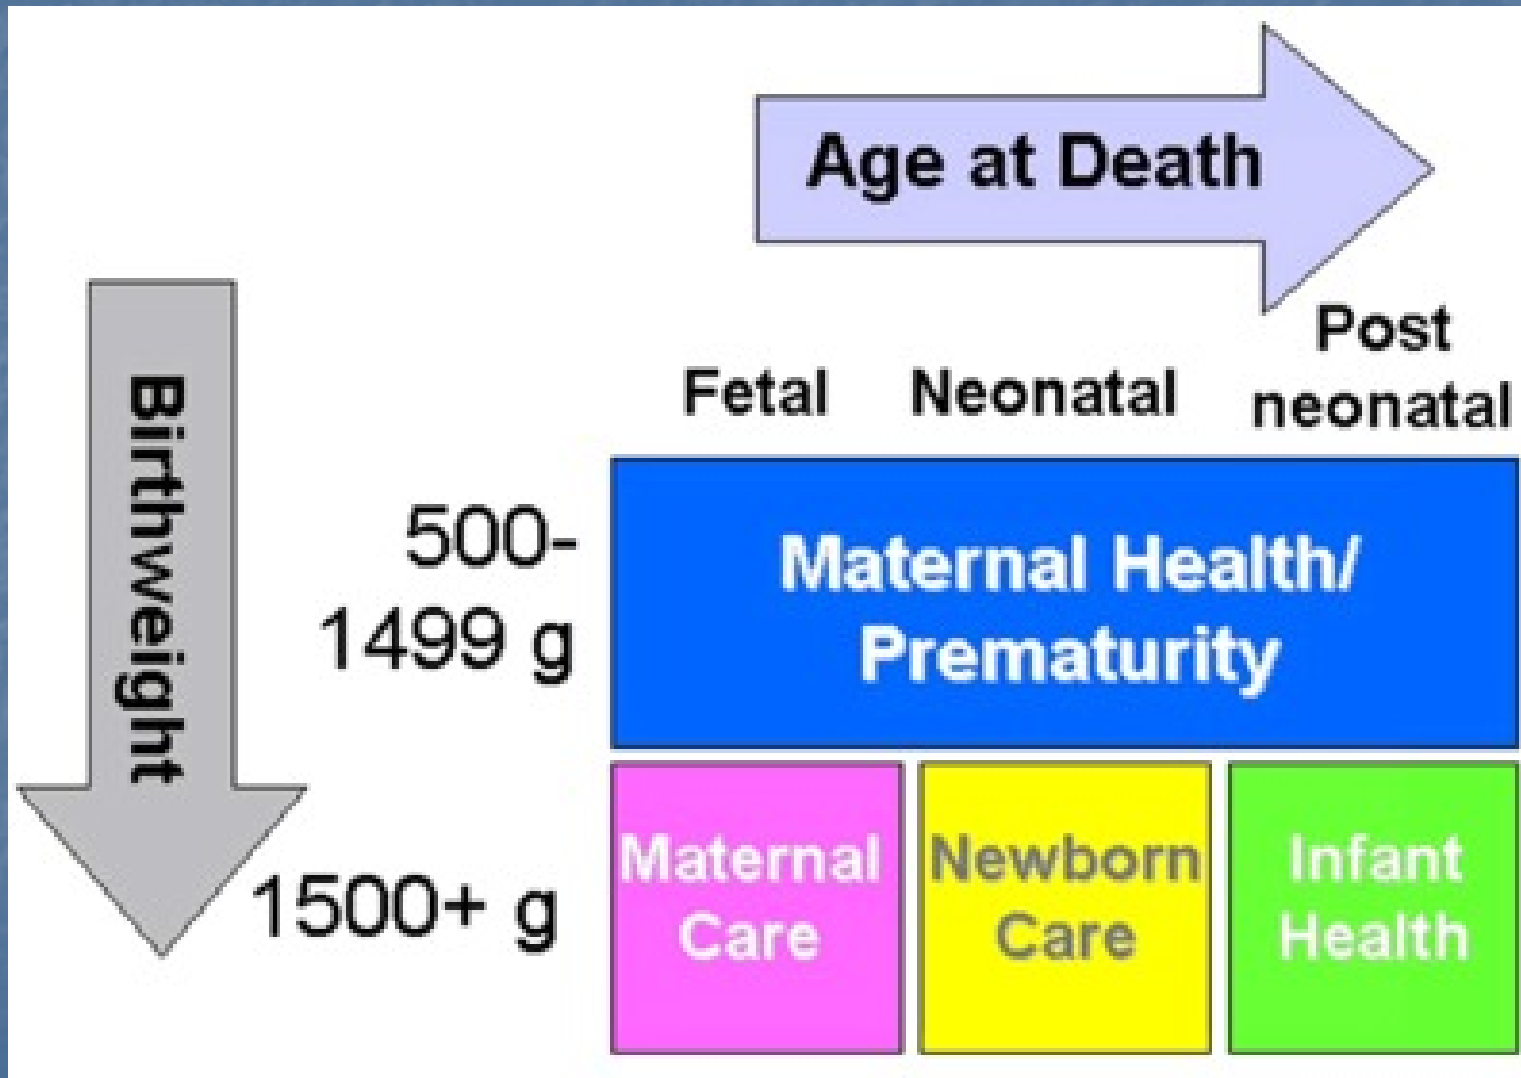 Age at Death
Post
Fetal Neonatal neonatal
Birthweight
500-
1499 g
Maternal Health/
Prematurity
1500+ g
Maternal
Care
Newborn
Care
Infant
Health